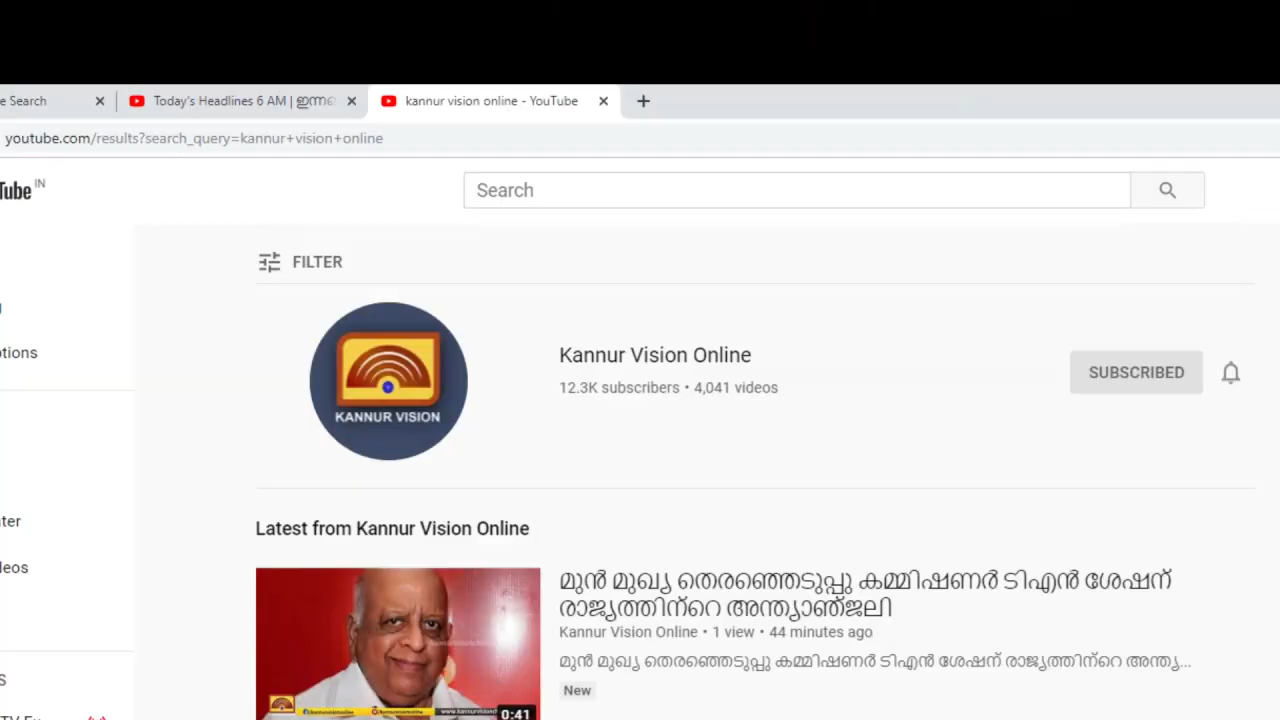 e Search
Today's Headlines 6 AM | ഇന്നത്
kannur vision online - YouTube
youtube.com/results?search_query=kannur+vision+online
Tube IN
Search
FILTER
KANNUR VISION
Kannur Vision Online
12.3K subscribers • 4,041 videos
SUBSCRIBED
ptions
Latest from Kannur Vision Online
ter
leos
മുൻ മുഖ്യ തെരഞ്ഞെടുപ്പു കമ്മിഷണർ ടിഎൻ ശേഷന്
രാജ്യത്തിന്റെ അന്ത്യാഞ്ജലി
Kannur Vision Online • 1 view • 44 minutes ago
മുൻ മുഖ്യ തെരഞ്ഞെടുപ്പു കമ്മിഷണർ ടിഎൻ ശേഷന് രാജ്യത്തിന്റെ അന്ത്യ...
New
0:41
S